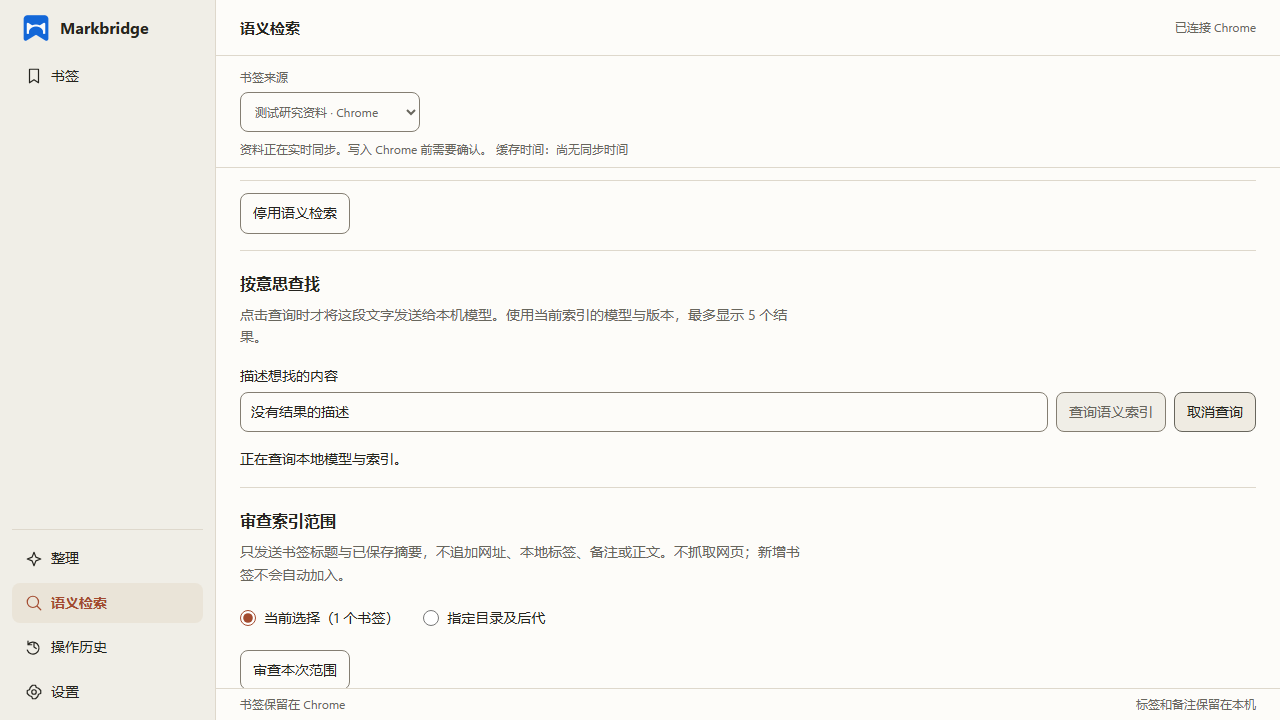 Markbridge
书签
整理
语义检索
操作历史
设置
语义检索
已连接 Chrome
书签来源
测试研究资料 · Chrome
资料正在实时同步。写入 Chrome 前需要确认。 缓存时间：尚无同步时间
停用语义检索
按意思查找
点击查询时才将这段文字发送给本机模型。使用当前索引的模型与版本，最多显示 5 个结
果。
描述想找的内容
没有结果的描述
查询语义索引
取消查询
正在查询本地模型与索引。
审查索引范围
只发送书签标题与已保存摘要，不追加网址、本地标签、备注或正文。不抓取网页；新增书
签不会自动加入。
当前选择（1 个书签）
指定目录及后代
审查本次范围
书签保留在 Chrome
标签和备注保留在本机